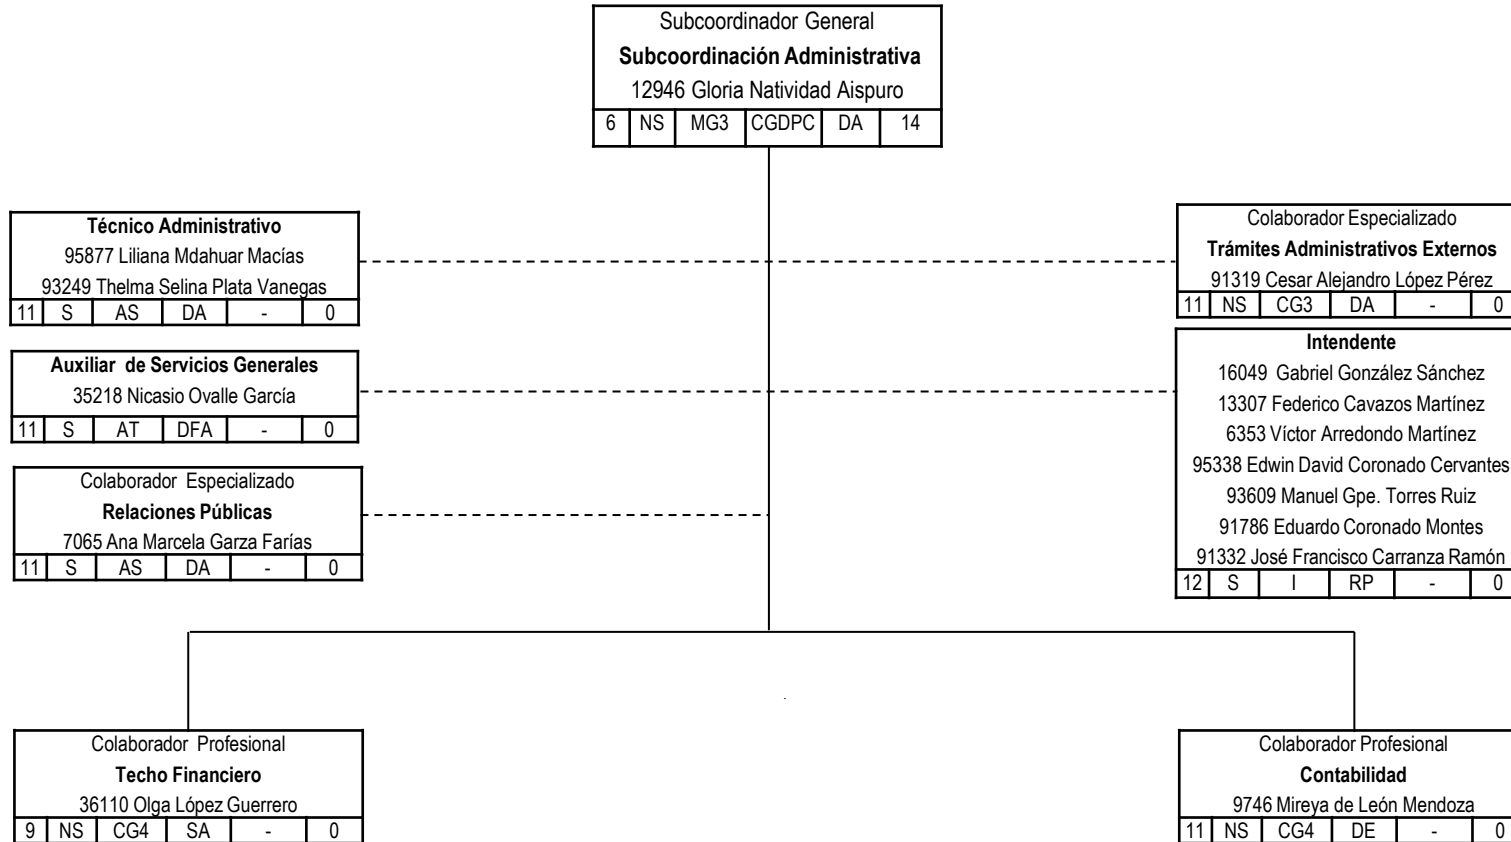 Subcoordinador General
Subcoordinación Administrativa
12946 Gloria Natividad Aispuro
6 NS MG3 CGDPC DA 14
Técnico Administrativo
95877 Liliana Mdahuar Macías
93249 Thelma Selina Plata Vanegas
11 S AS DA - 0
Colaborador Especializado
Trámites Administrativos Externos
91319 Cesar Alejandro López Pérez
11 NS CG3 DA - 0
Auxiliar de Servicios Generales
35218 Nicasio Ovalle García
11 S AT DFA - 0
Intendente
16049 Gabriel González Sánchez
13307 Federico Cavazos Martínez
6353 Víctor Arredondo Martínez
95338 Edwin David Coronado Cervantes
93609 Manuel Gpe. Torres Ruiz
91786 Eduardo Coronado Montes
91332 José Francisco Carranza Ramón
12 S I RP - 0
Colaborador Especializado
Relaciones Públicas
7065 Ana Marcela Garza Farías
11 S AS DA - 0
Colaborador Profesional
Techo Financiero
36110 Olga López Guerrero
9 NS CG4 SA - 0
Colaborador Profesional
Contabilidad
9746 Mireya de León Mendoza
11 NS CG4 DE - 0